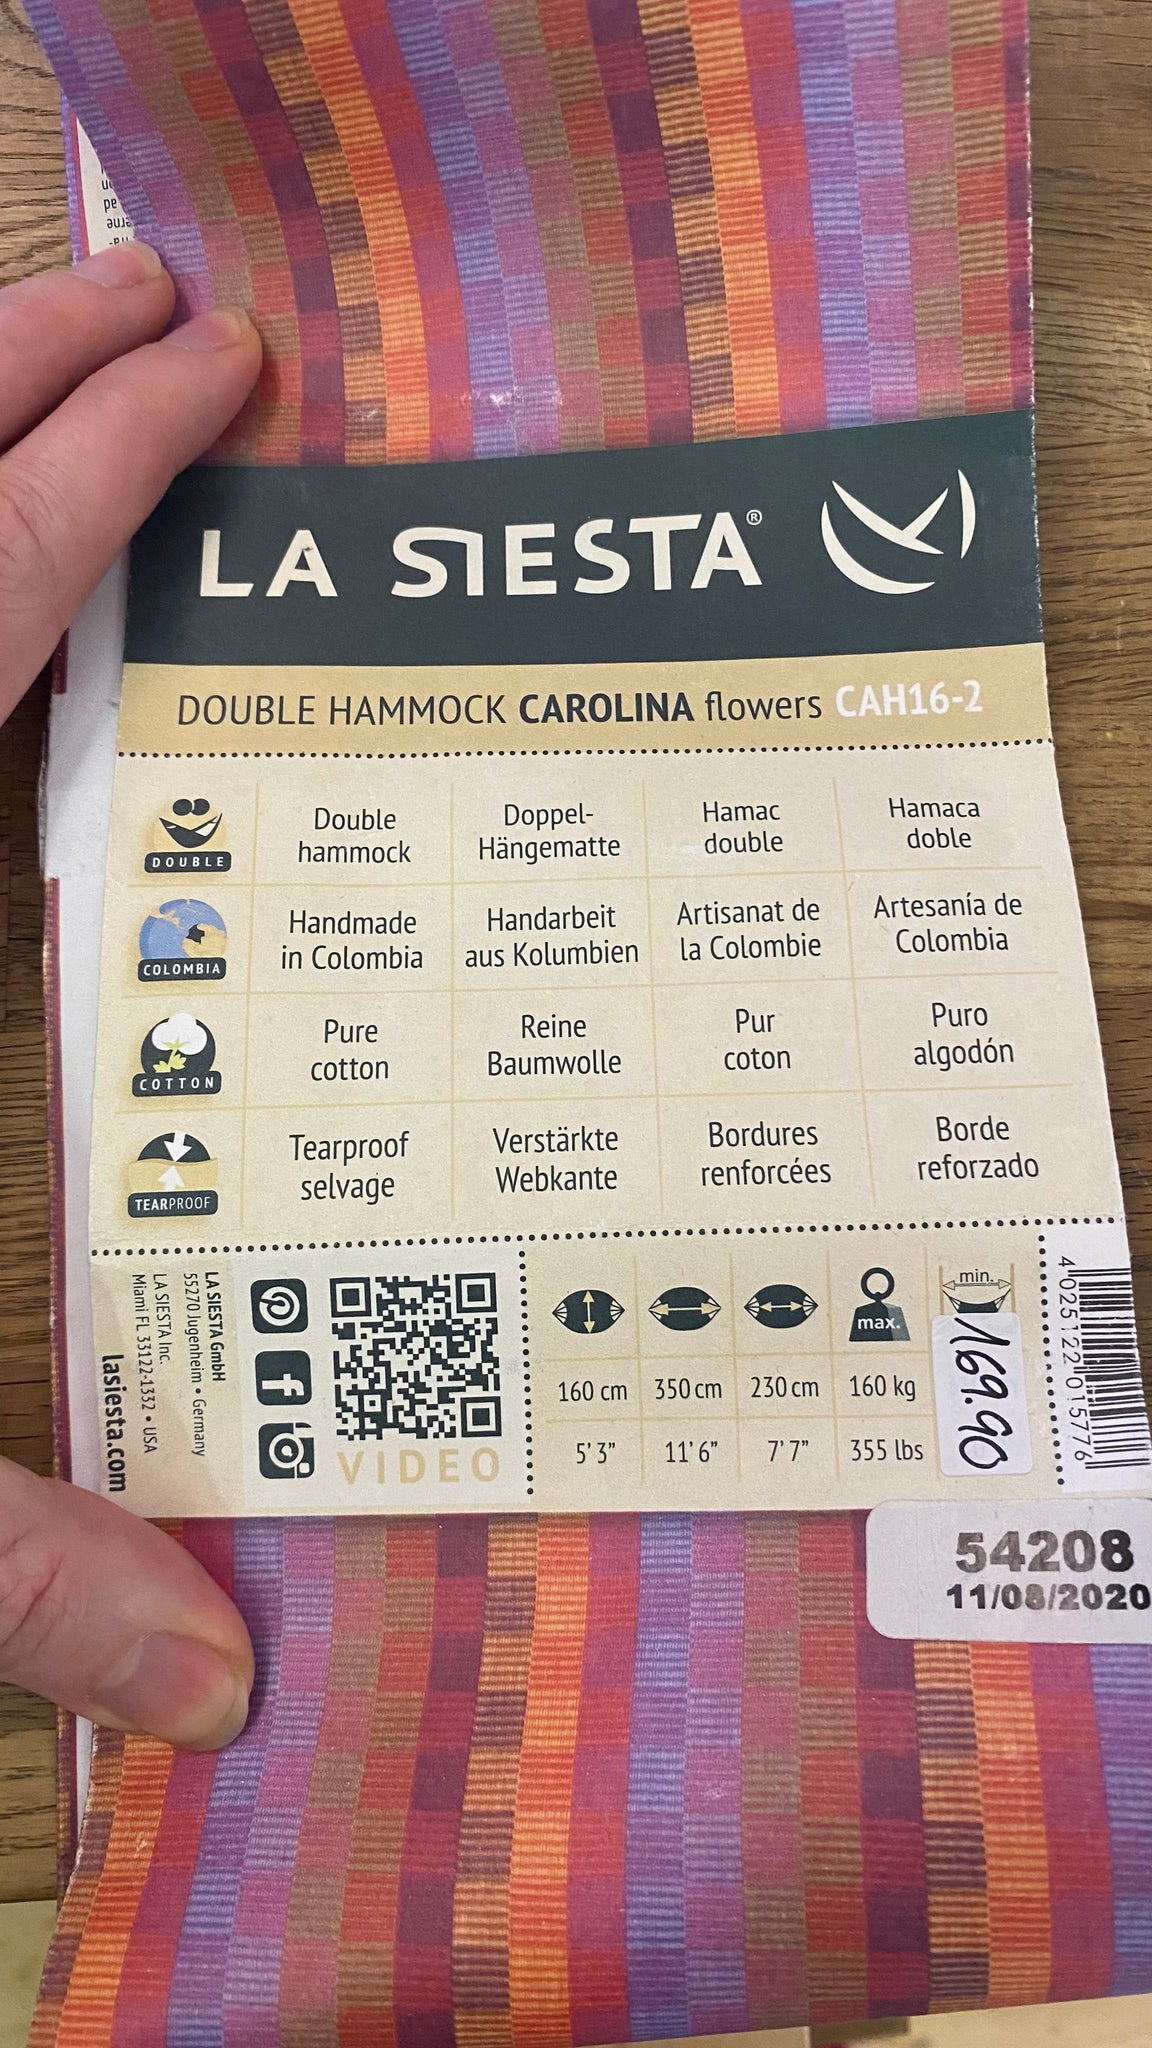 LA SIESTA®
DOUBLE HAMMOCK CAROLINA flowers CAH16-2
DOUBLE
Double
hammock
Doppel-
Hängematte
Hamac
double
Hamaca
doble
COLOMBIA
Handmade
in Colombia
Handarbeit
aus Kolumbien
Artisanat de
la Colombie
Artesanía de
Colombia
COTTON
Pure
cotton
Reine
Baumwolle
Pur
coton
Puro
algodón
TEARPROOF
Tearproof
selvage
Verstärkte
Webkante
Bordures
renforcées
Borde
reforzado
LA SIESTA GmbH
55270 Jugenheim • Germany
LA SIESTA Inc.
Miami FL 33122-1332 • USA
lasiesta.com
VIDEO
max.
min.
160 cm 350 cm 230 cm 160 kg
5'3" 11'6" 7'7" 355 lbs
169.90
4 025122 015776
54208
11/08/2020